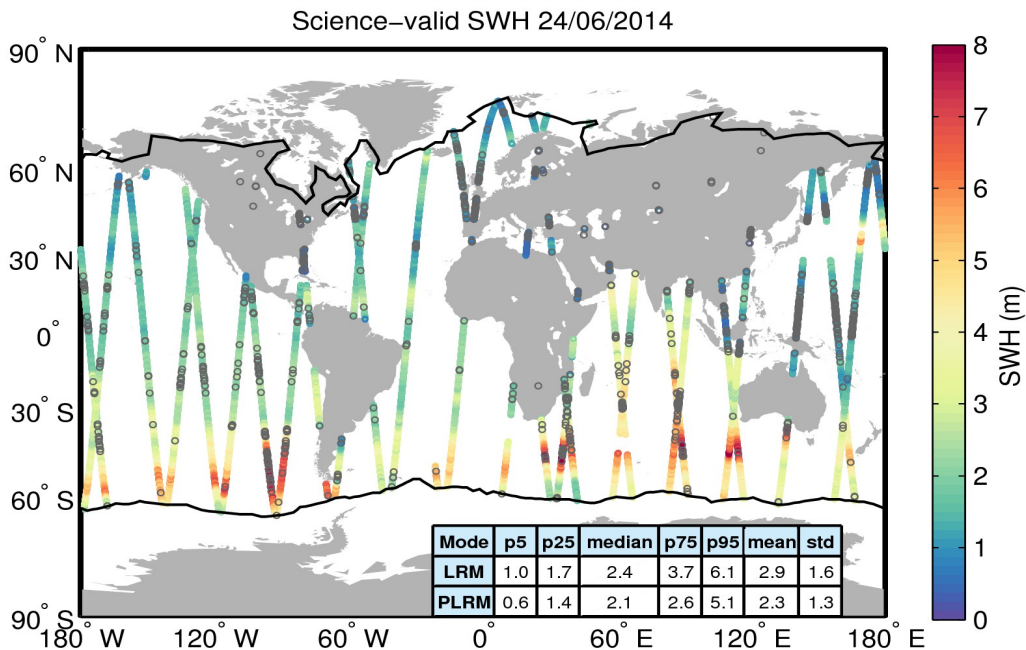 Science−valid SWH 24/06/2014
90° N
60° N
30° N
0°
30° S
60° S
90° S
180° W
120° W
60° W
0°
60° E
120° E
180° E
Mode p5 p25 median p75 p95 mean std
LRM 1.0 1.7 2.4 3.7 6.1 2.9 1.6
PLRM 0.6 1.4 2.1 2.6 5.1 2.3 1.3
8
7
6
5
4
3
2
1
0
SWH (m)